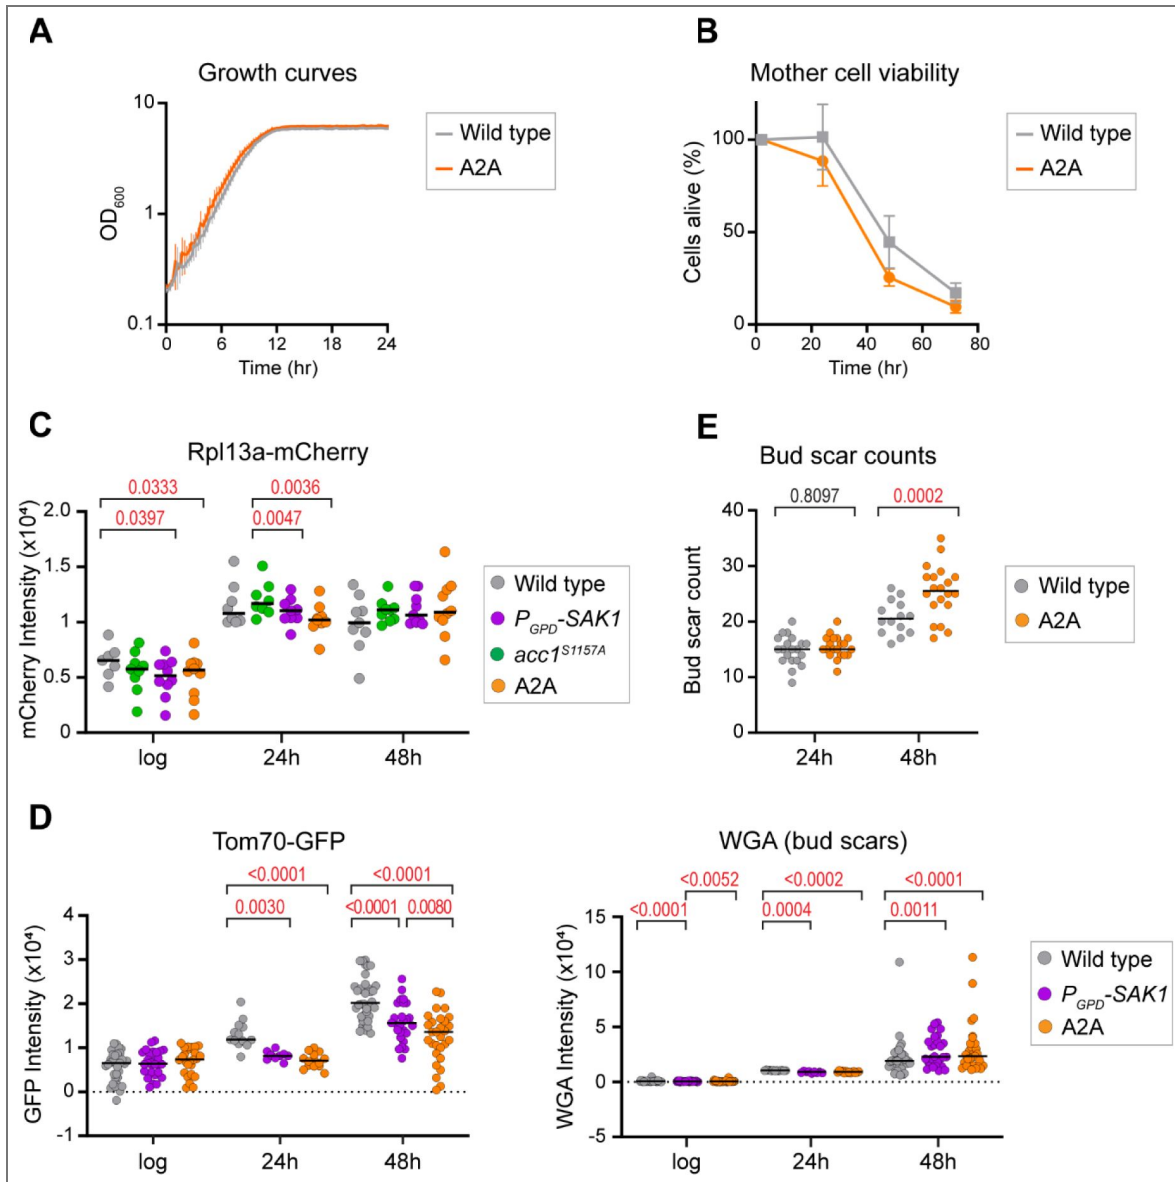 A
Growth curves
10
1
0.1
OD600
0
6
12
18
24
Time (hr)
Wild type
A2A
B
Mother cell viability
100
50
0
Cells alive (%)
0
20
40
60
80
Time (hr)
Wild type
A2A
C
Rpl13a-mCherry
0.0333
0.0397
0.0036
0.0047
2.0
1.5
1.0
0.5
0
mCherry Intensity (x10⁴)
log
24h
48h
Wild type
PGPD-SAK1
acc1S1157A
A2A
E
Bud scar counts
0.8097
0.0002
40
30
20
10
0
Bud scar count
24h
48h
Wild type
A2A
D
Tom70-GFP
<0.0001
0.0030
<0.0001
<0.0001
0.0080
4
3
2
1
0
-1
GFP Intensity (x10⁴)
log
24h
48h
WGA (bud scars)
<0.0052
<0.0001
<0.0002
0.0004
<0.0001
0.0011
15
10
5
0
-5
WGA Intensity (x10⁴)
log
24h
48h
Wild type
PGPD-SAK1
A2A